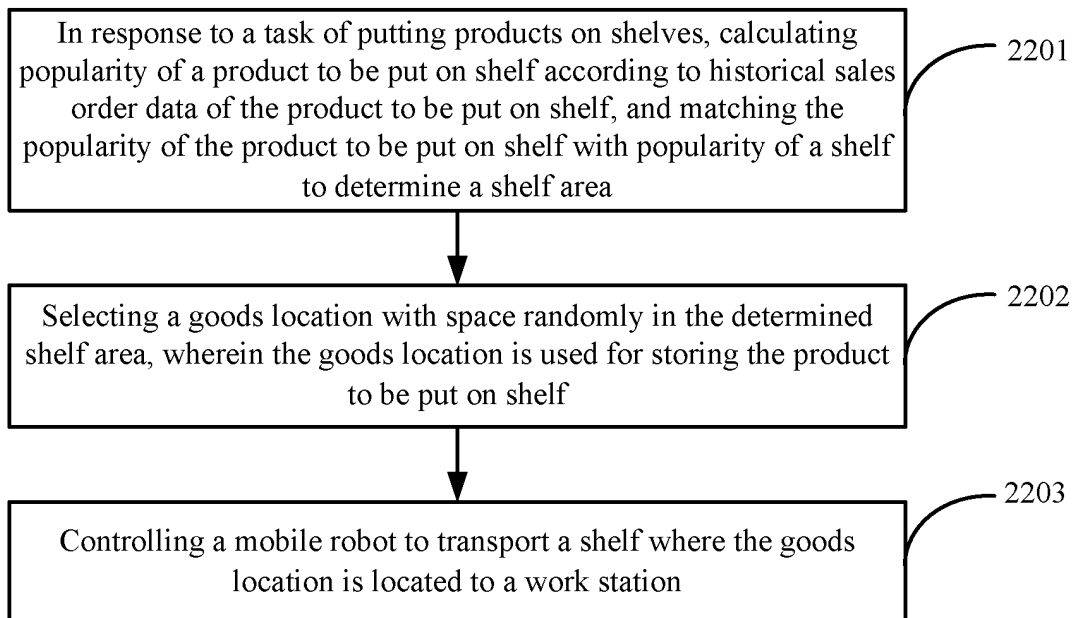 In response to a task of putting products on shelves, calculating
popularity of a product to be put on shelf according to historical sales
order data of the product to be put on shelf, and matching the
popularity of the product to be put on shelf with popularity of a shelf
to determine a shelf area
2201
Selecting a goods location with space randomly in the determined
shelf area, wherein the goods location is used for storing the product
to be put on shelf
2202
Controlling a mobile robot to transport a shelf where the goods
location is located to a work station
2203